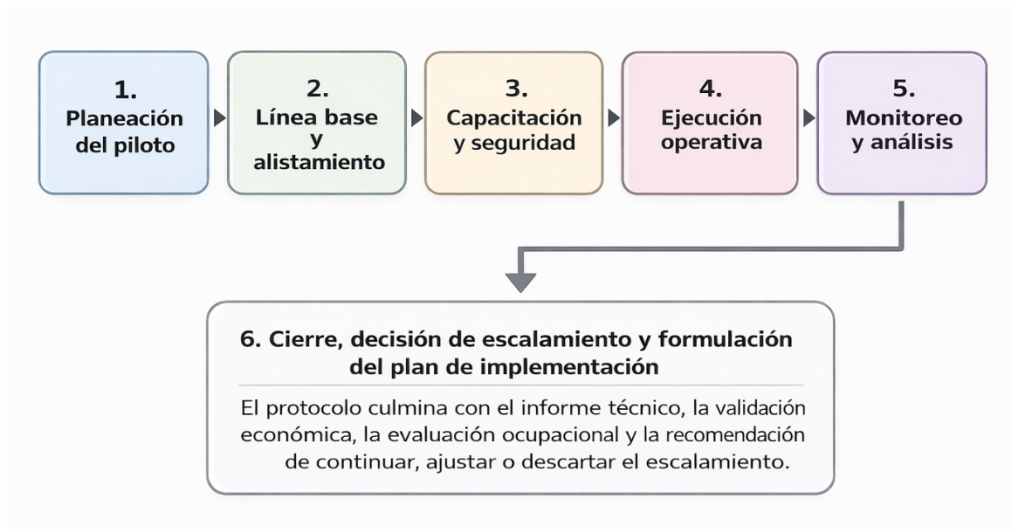 1.
Planeación
del piloto
2.
Línea base
y
alistamiento
3.
Capacitación
y seguridad
4.
Ejecución
operativa
5.
Monitoreo
y análisis
6. Cierre, decisión de escalamiento y formulación
del plan de implementación
El protocolo culmina con el informe técnico, la validación
económica, la evaluación ocupacional y la recomendación
de continuar, ajustar o descartar el escalamiento.